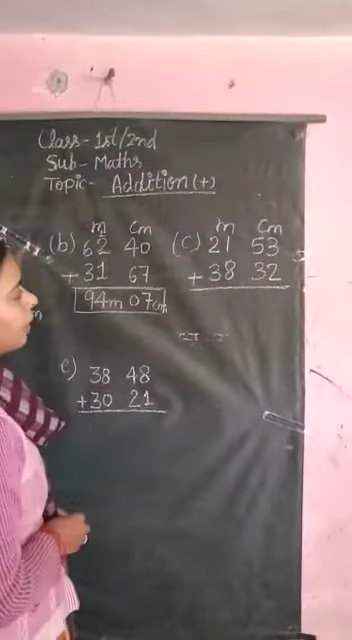 Class- 1st/2nd
Sub- Maths
Topic- Addition(+)
m cm
(b) 62 40
+ 31 67
94m 07cm
m cm
(c) 21 53
+ 38 32
e) 38 48
+30 21